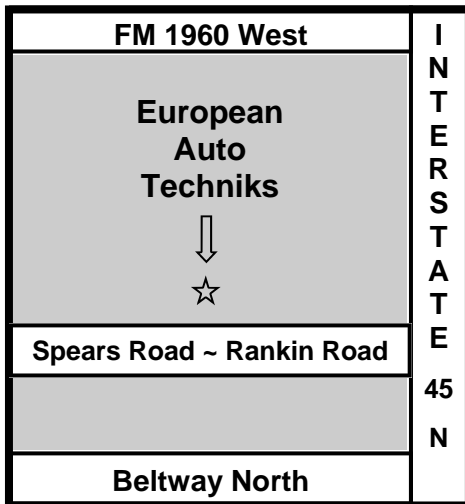 FM 1960 West
European
Auto
Techniks
Spears Road ~ Rankin Road
Beltway North
I
N
T
E
R
S
T
A
T
E
45
N